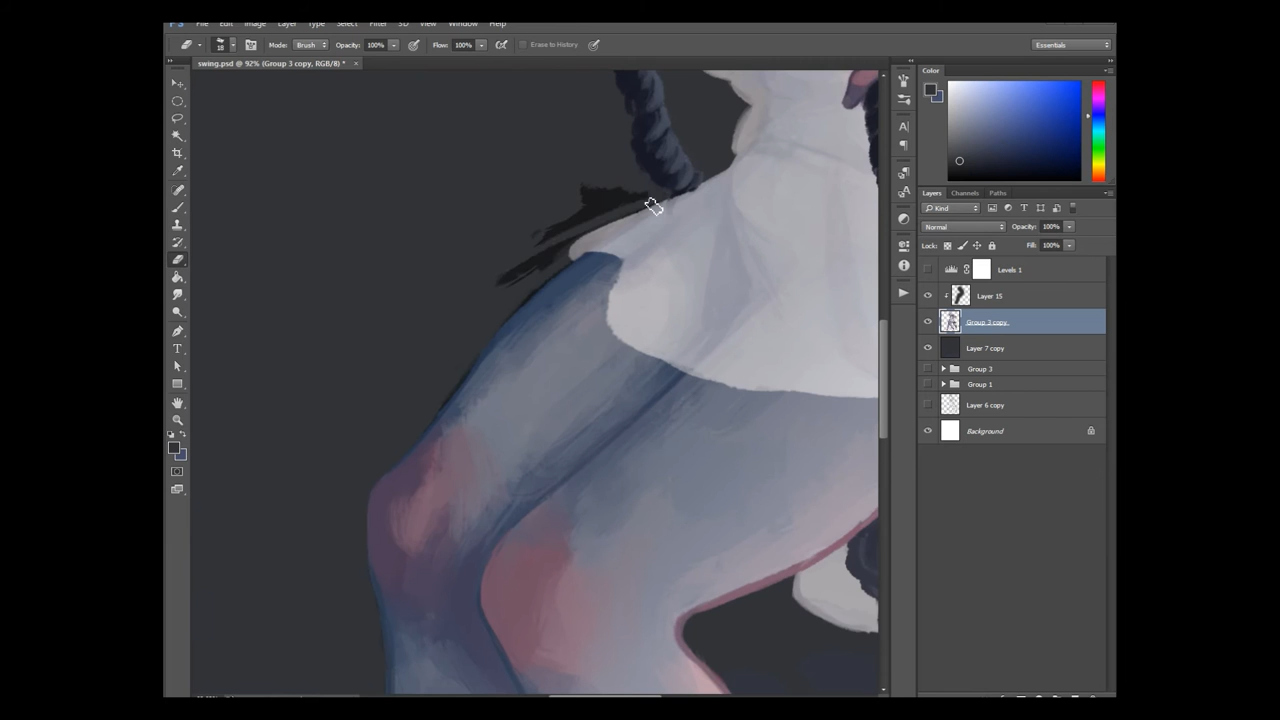 Ps File Edit Image Layer Type Select Filter 3D View Window Help
18 Mode: Brush Opacity: 100% Flow: 100% Erase to History Essentials
swing.psd @ 92% (Group 3 copy, RGB/8) * ×
Color
Layers Channels Paths
Kind T
Normal Opacity: 100%
Lock: Fill: 100%
Levels 1
Layer 15
Group 3 copy
Layer 7 copy
Group 3
Group 1
Layer 6 copy
Background